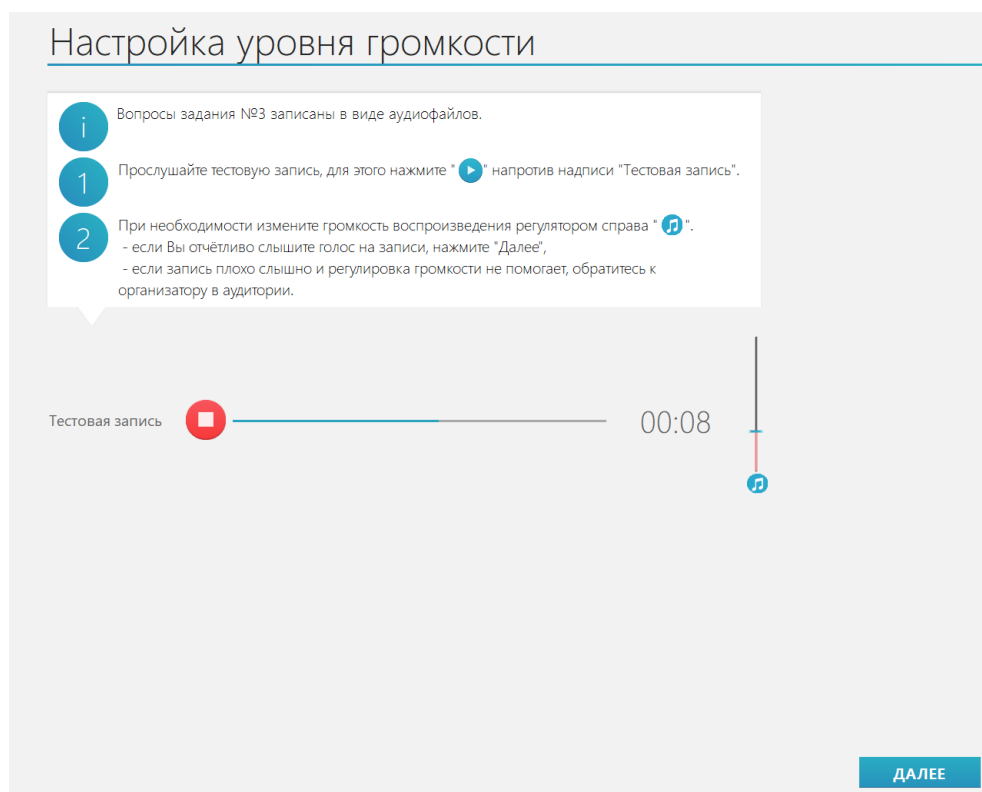 Настройка уровня громкости
i
Вопросы задания №3 записаны в виде аудиофайлов.
1
Прослушайте тестовую запись, для этого нажмите " " напротив надписи "Тестовая запись".
2
При необходимости измените громкость воспроизведения регулятором справа " ".
- если Вы отчётливо слышите голос на записи, нажмите "Далее",
- если запись плохо слышно и регулировка громкости не помогает, обратитесь к
организатору в аудитории.
Тестовая запись
00:08
ДАЛЕЕ